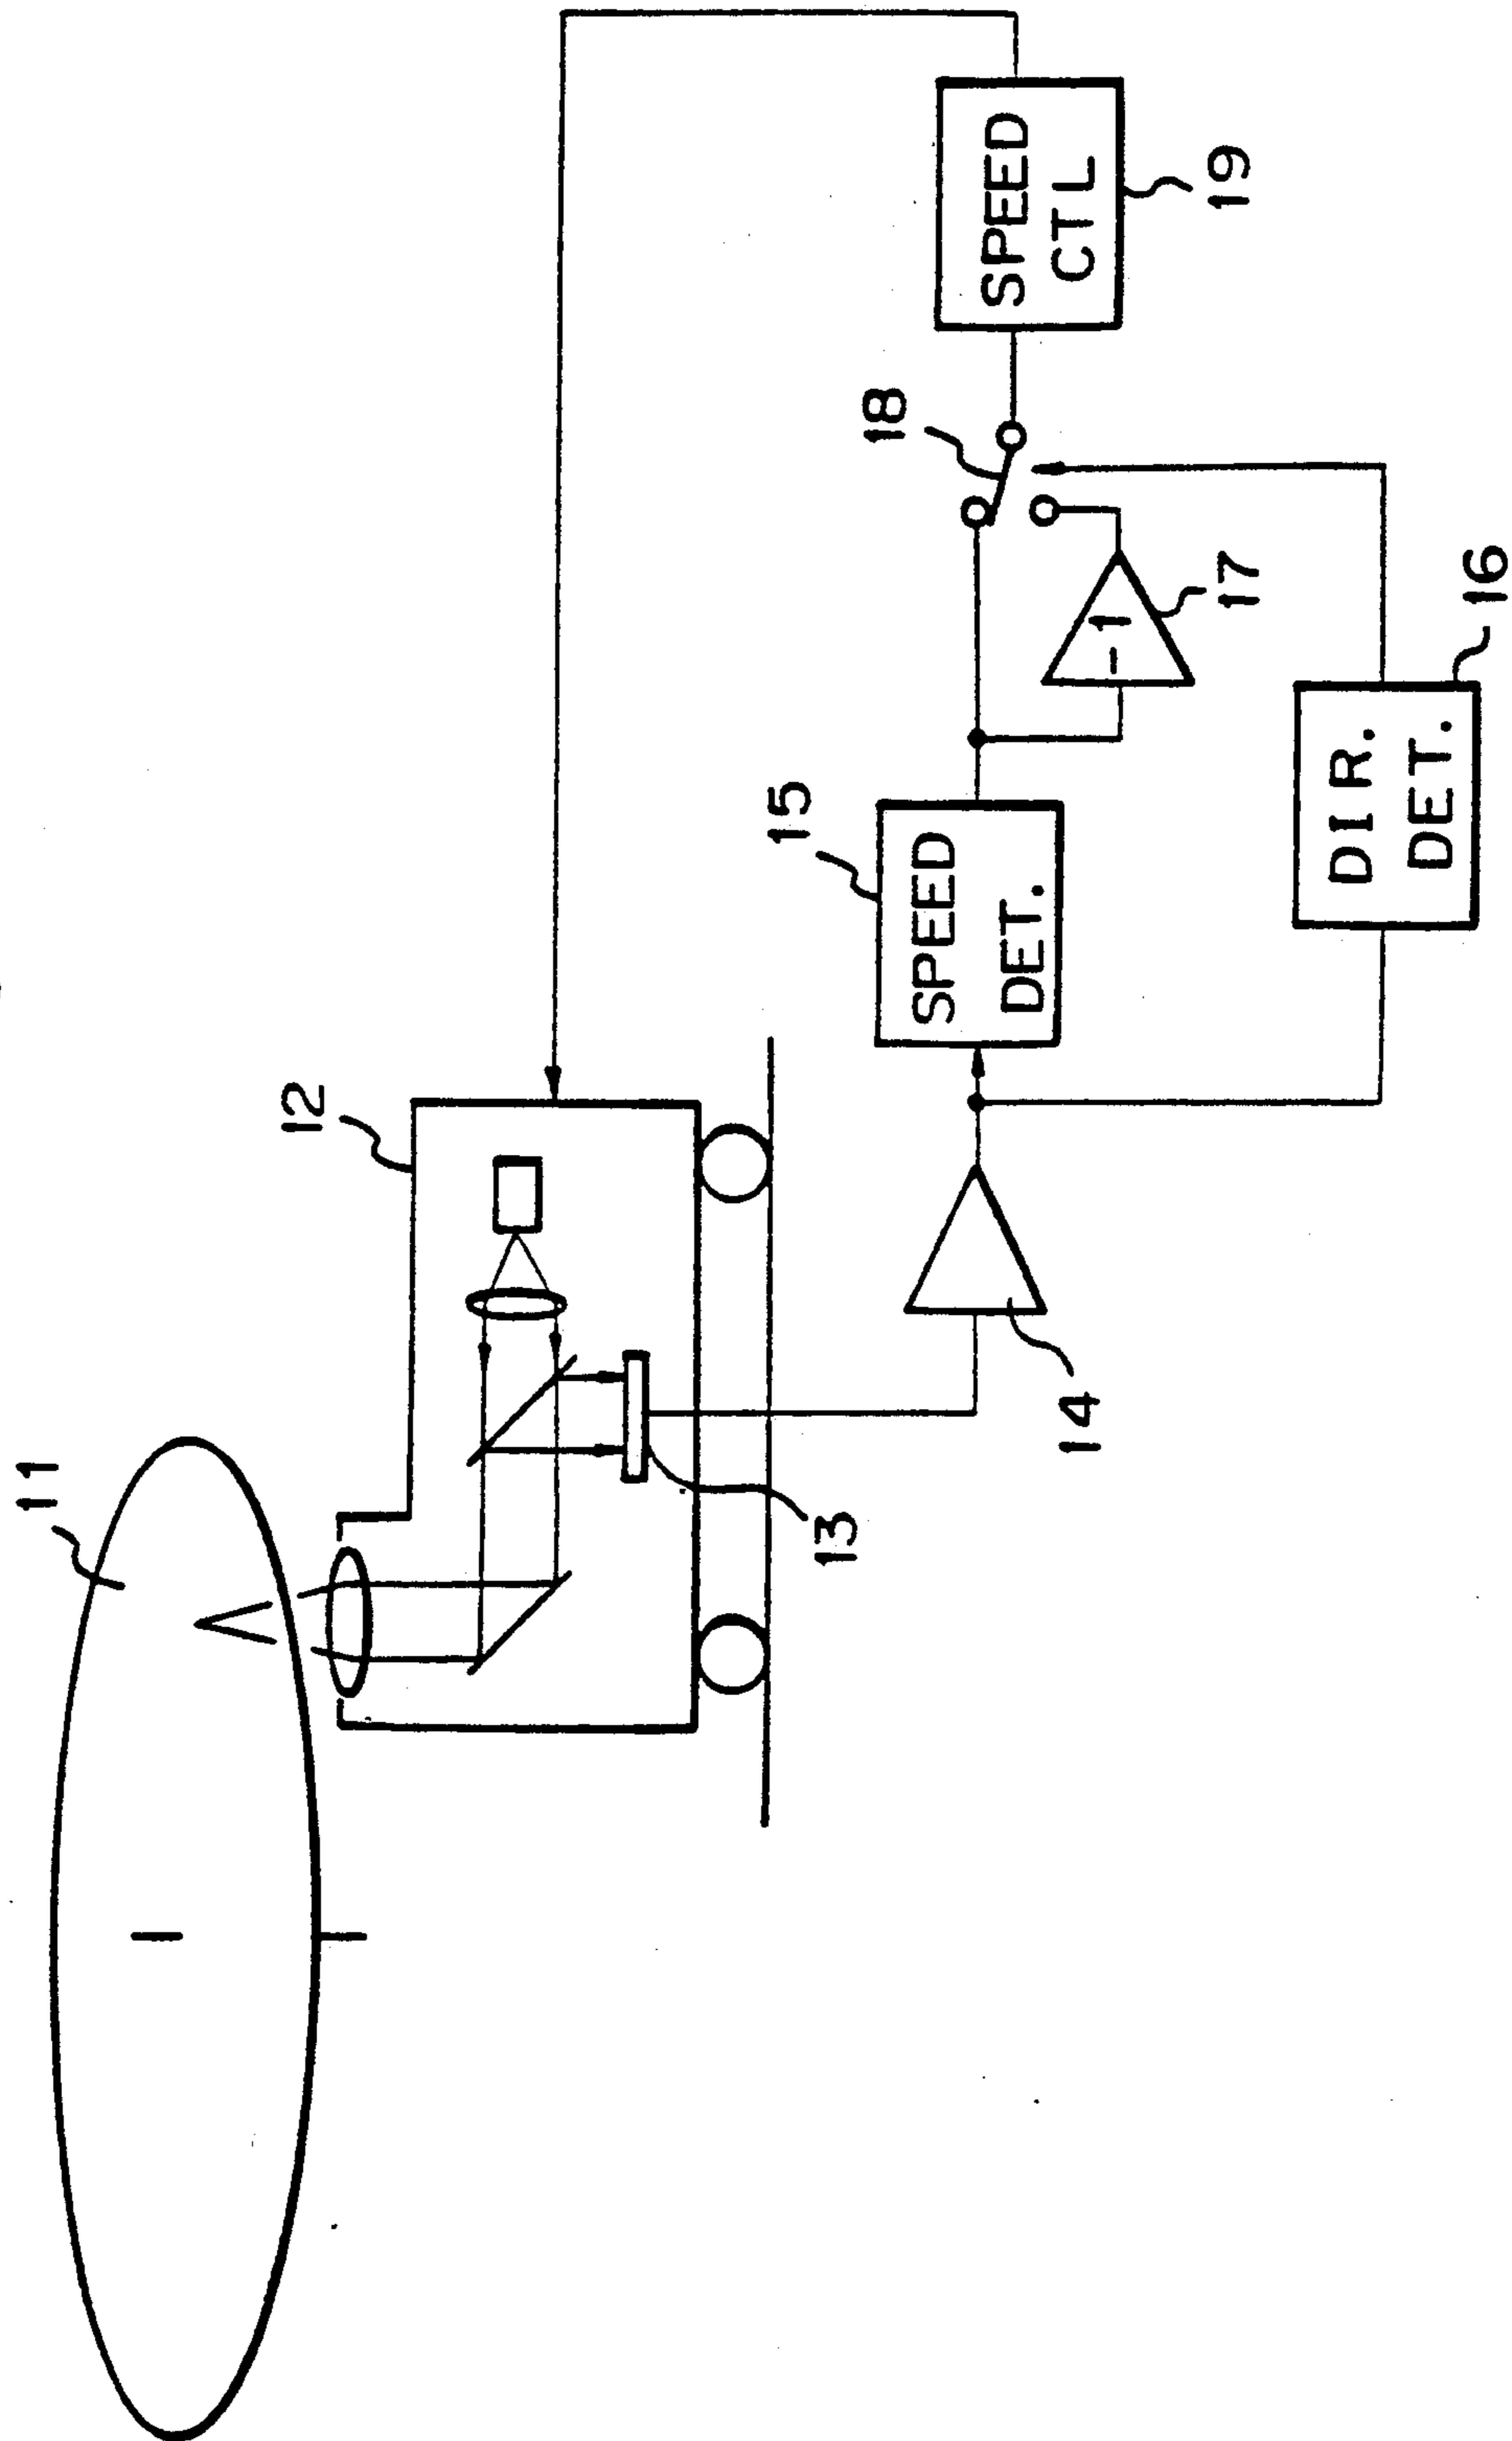 11
12
13
14
15
SPEED
DET.
-1
17
18
SPEED
CTL
19
DIR.
DET.
16